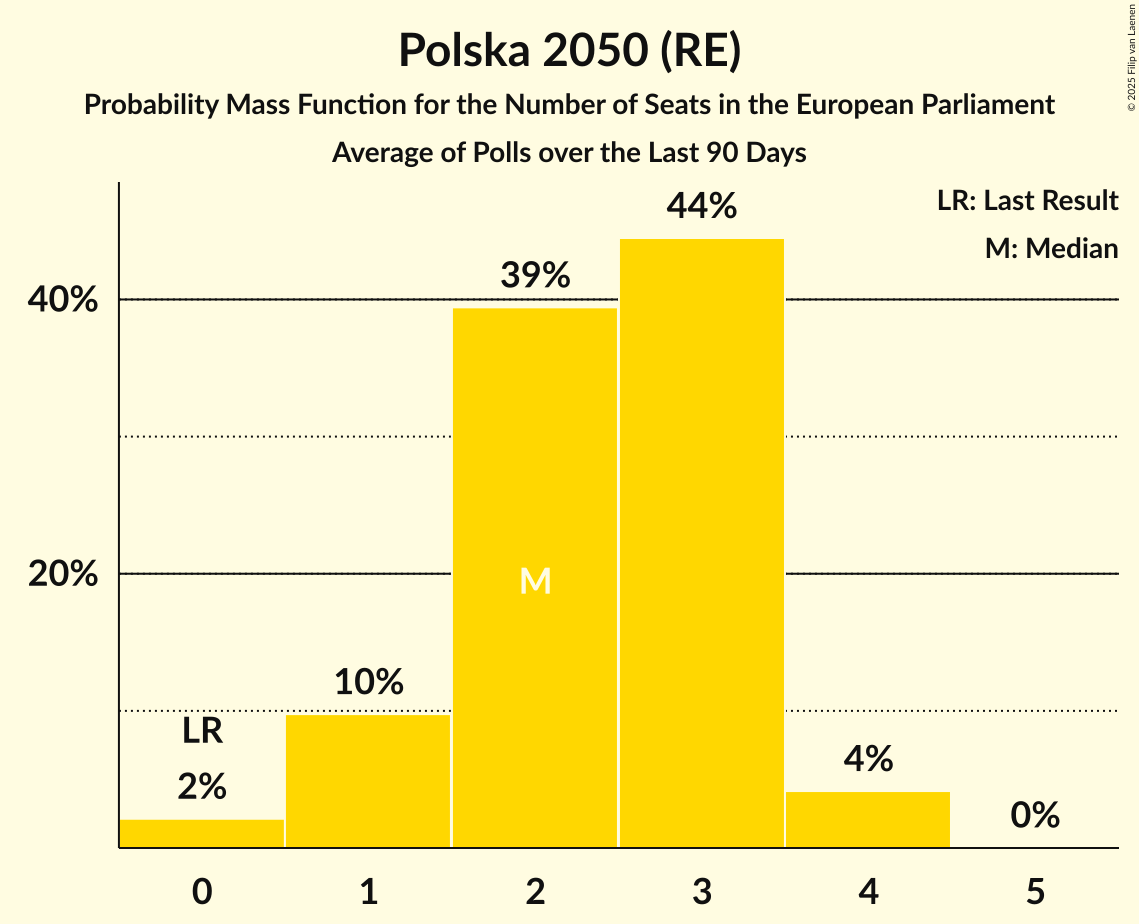 Polska 2050 (RE)
Probability Mass Function for the Number of Seats in the European Parliament
Average of Polls over the Last 90 Days
© 2025 Filip van Laenen
LR: Last Result
M: Median
44%
39%
40%
20%
M
10%
LR
2%
4%
0%
0 1 2 3 4 5